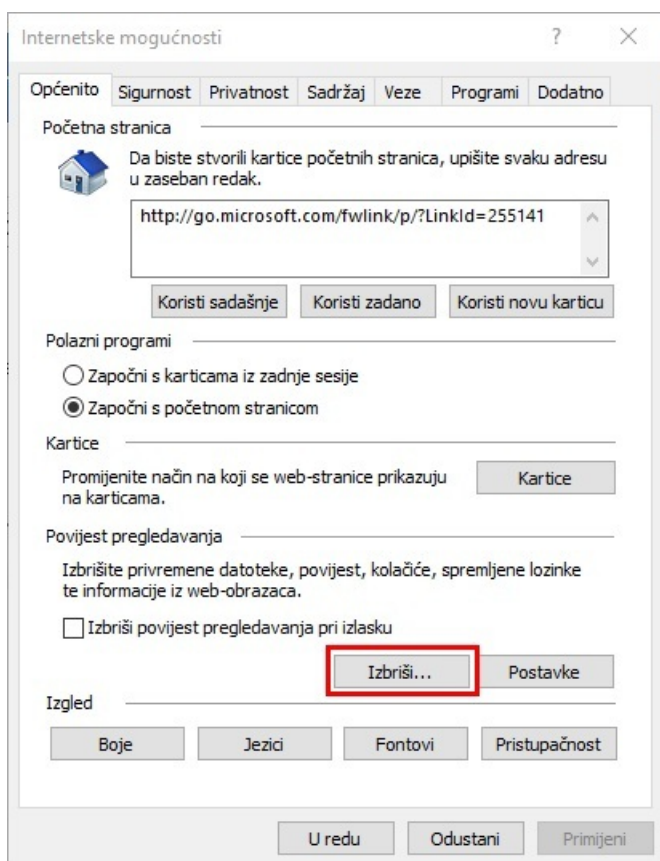 Internetske mogućnosti ? ×
Općenito Sigurnost Privatnost Sadržaj Veze Programi Dodatno
Početna stranica
Da biste stvorili kartice početnih stranica, upišite svaku adresu
u zaseban redak.
http://go.microsoft.com/fwlink/p/?LinkId=255141
Koristi sadašnje Koristi zadano Koristi novu karticu
Polazni programi
Započni s karticama iz zadnje sesije
Započni s početnom stranicom
Kartice
Promijenite način na koji se web-stranice prikazuju
na karticama.
Kartice
Povijest pregledavanja
Izbrišite privremene datoteke, povijest, kolačiće, spremljene lozinke
te informacije iz web-obrazaca.
Izbriši povijest pregledavanja pri izlasku
Izbriši... Postavke
Izgled
Boje Jezici Fontovi Pristupačnost
U redu Odustani Primijeni